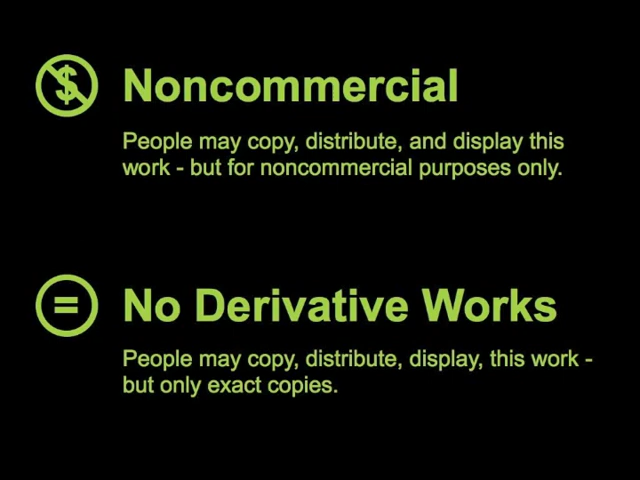 Noncommercial
People may copy, distribute, and display this
work - but for noncommercial purposes only.
No Derivative Works
People may copy, distribute, display, this work -
but only exact copies.